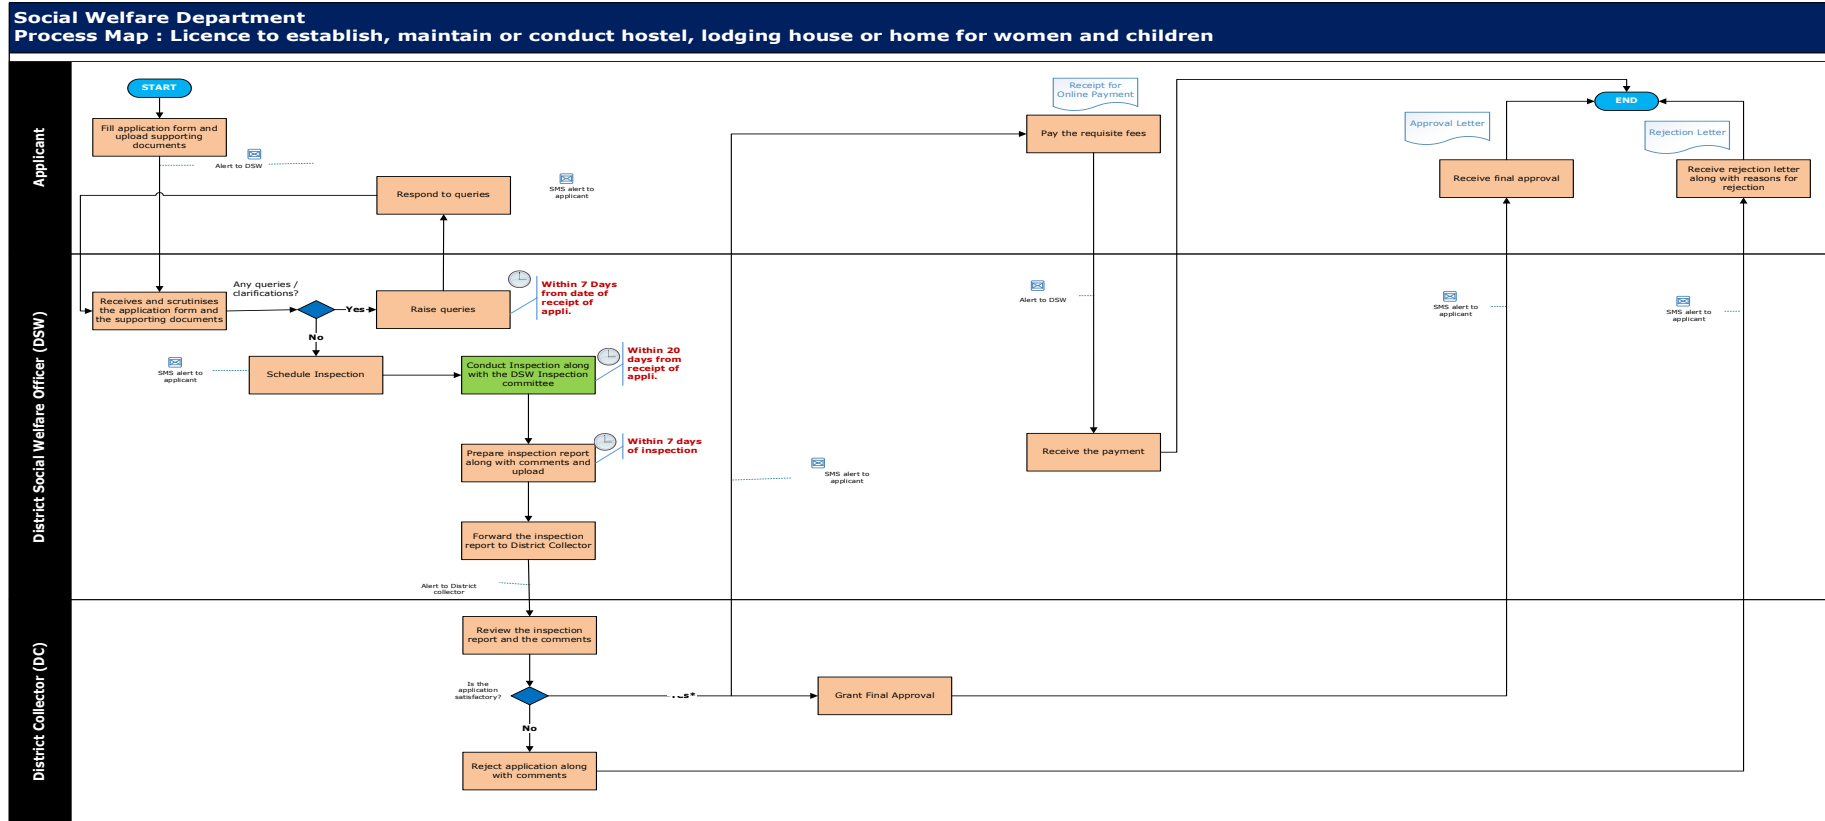 Social Welfare Department
Process Map : Licence to establish, maintain or conduct hostel, lodging house or home for women and children
Applicant
START
Fill application form and
upload supporting
documents
Alert to DSW
Respond to queries
SMS alert to
applicant
Receipt for
Online Payment
Pay the requisite fees
Approval Letter
END
Rejection Letter
Receive final approval
Receive rejection letter
along with reasons for
rejection
District Social Welfare Officer (DSW)
Receives and scrutinises
the application form and
the supporting documents
Any queries /
clarifications?
Yes
Raise queries
Within 7 Days
from date of
receipt of
appli.
No
SMS alert to
applicant
Schedule Inspection
Conduct Inspection along
with the DSW Inspection
committee
Within 20
days from
receipt of
appli.
Prepare inspection report
along with comments and
upload
Within 7 days
of inspection
Forward the inspection
report to District Collector
Alert to District
collector
SMS alert to
applicant
Alert to DSW
Receive the payment
SMS alert to
applicant
SMS alert to
applicant
District Collector (DC)
Review the inspection
report and the comments
Is the
application
satisfactory?
Yes*
Grant Final Approval
No
Reject application along
with comments